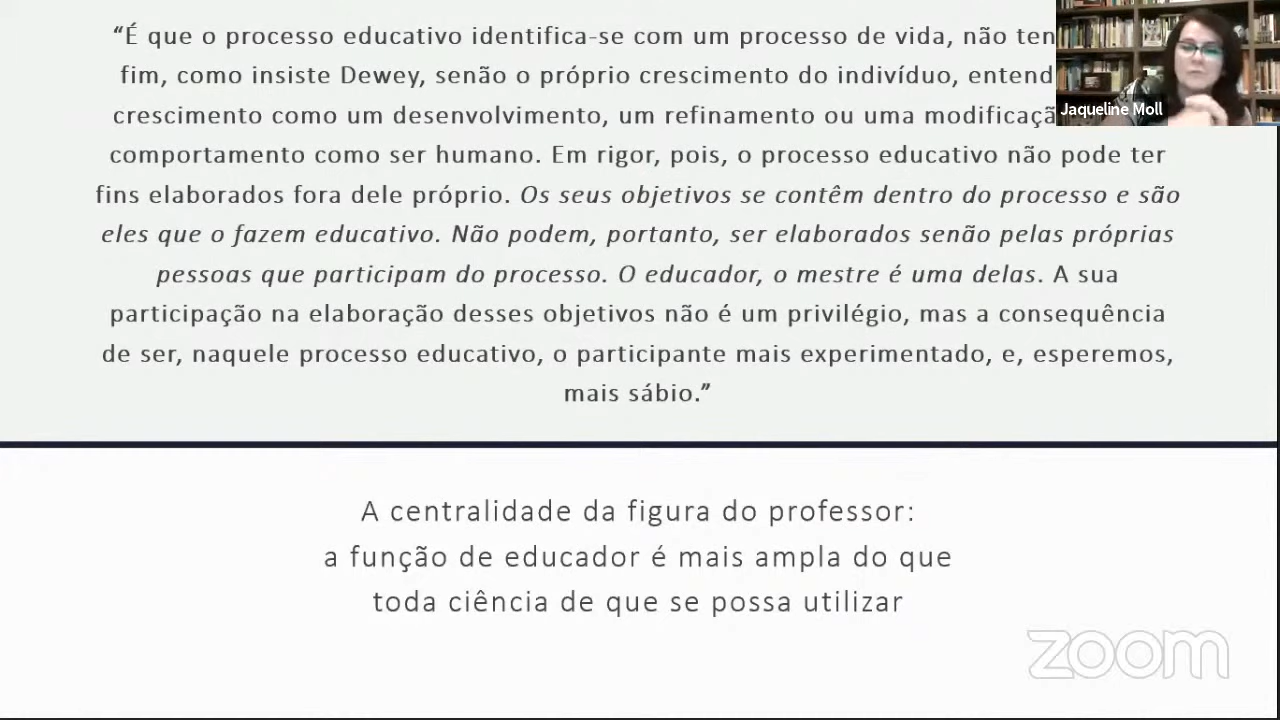 “É que o processo educativo identifica-se com um processo de vida, não ten
fim, como insiste Dewey, senão o próprio crescimento do indivíduo, entend
crescimento como um desenvolvimento, um refinamento ou uma modificaçã
comportamento como ser humano. Em rigor, pois, o processo educativo não pode ter
fins elaborados fora dele próprio. Os seus objetivos se contêm dentro do processo e são
eles que o fazem educativo. Não podem, portanto, ser elaborados senão pelas próprias
pessoas que participam do processo. O educador, o mestre é uma delas. A sua
participação na elaboração desses objetivos não é um privilégio, mas a consequência
de ser, naquele processo educativo, o participante mais experimentado, e, esperemos,
mais sábio.”
Jaqueline Moll
A centralidade da figura do professor:
a função de educador é mais ampla do que
toda ciência de que se possa utilizar
zoom